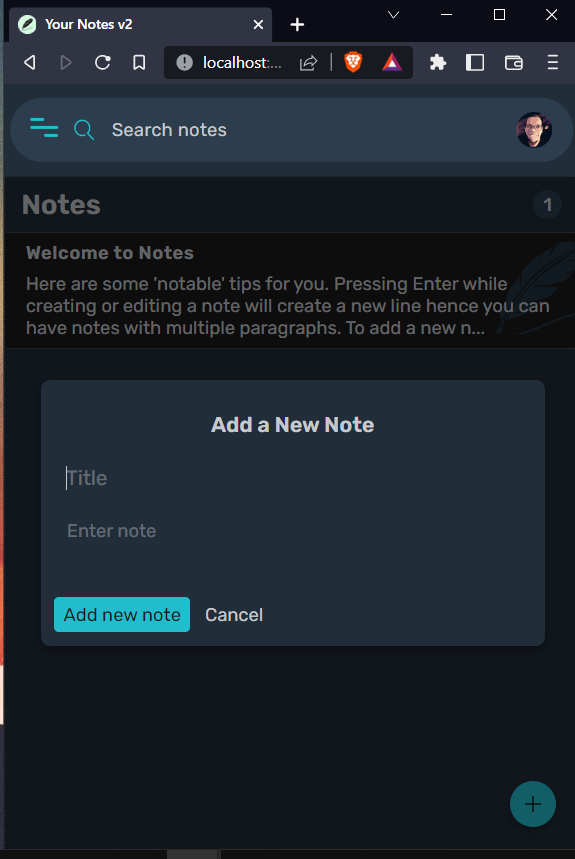 Your Notes v2
localhost:...
Search notes
Notes
1
Welcome to Notes
Here are some 'notable' tips for you. Pressing Enter while
creating or editing a note will create a new line hence you can
have notes with multiple paragraphs. To add a new n...
Add a New Note
Title
Enter note
Add new note
Cancel